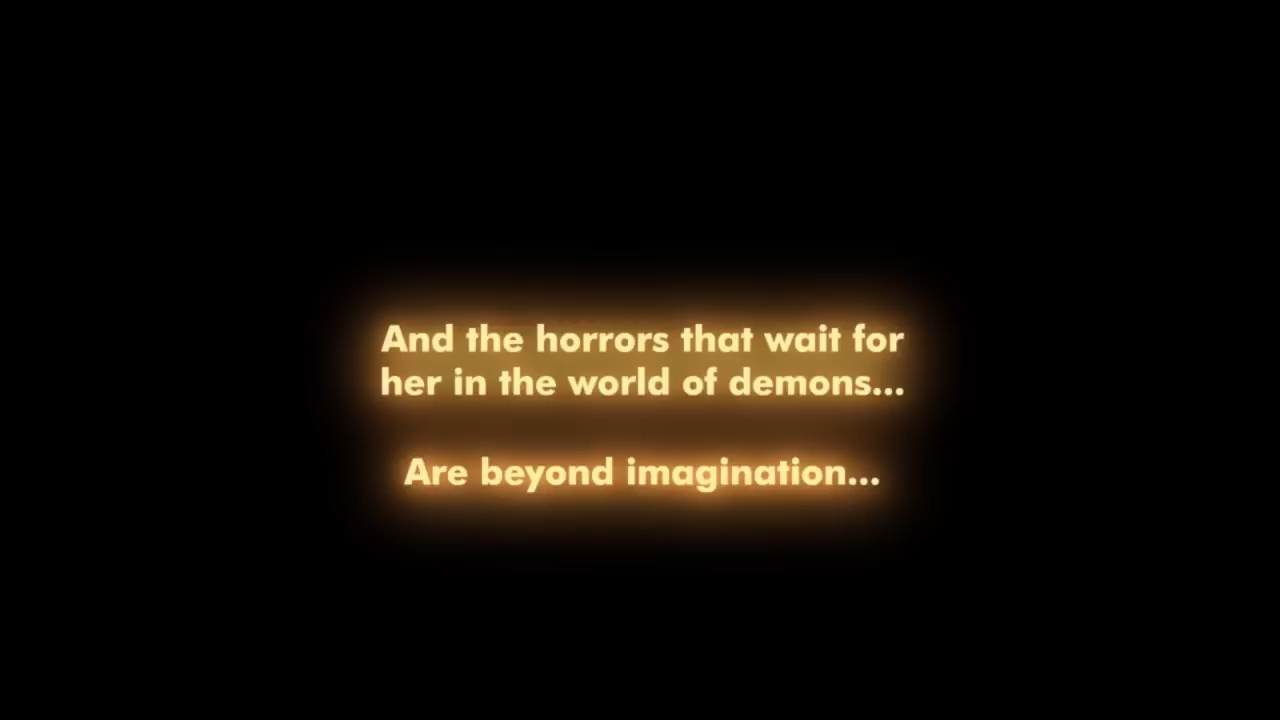 And the horrors that wait for
her in the world of demons...
Are beyond imagination...